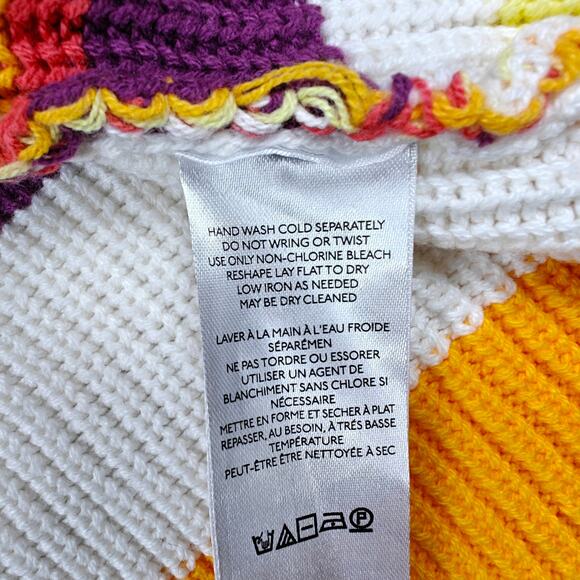 HAND WASH COLD SEPARATELY
DO NOT WRING OR TWIST
USE ONLY NON-CHLORINE BLEACH
RESHAPE LAY FLAT TO DRY
LOW IRON AS NEEDED
MAY BE DRY CLEANED
LAVER À LA MAIN À L'EAU FROIDE
SÉPARÉMEN
NE PAS TORDRE OU ESSORER
UTILISER UN AGENT DE
BLANCHIMENT SANS CHLORE SI
NÉCESSAIRE
METTRE EN FORME ET SECHER À PLAT
REPASSER, AU BESOIN, À TRÉS BASSE
TEMPÉRATURE
PEUT-ÊTRE ÊTRE NETTOYÉE À SEC
P